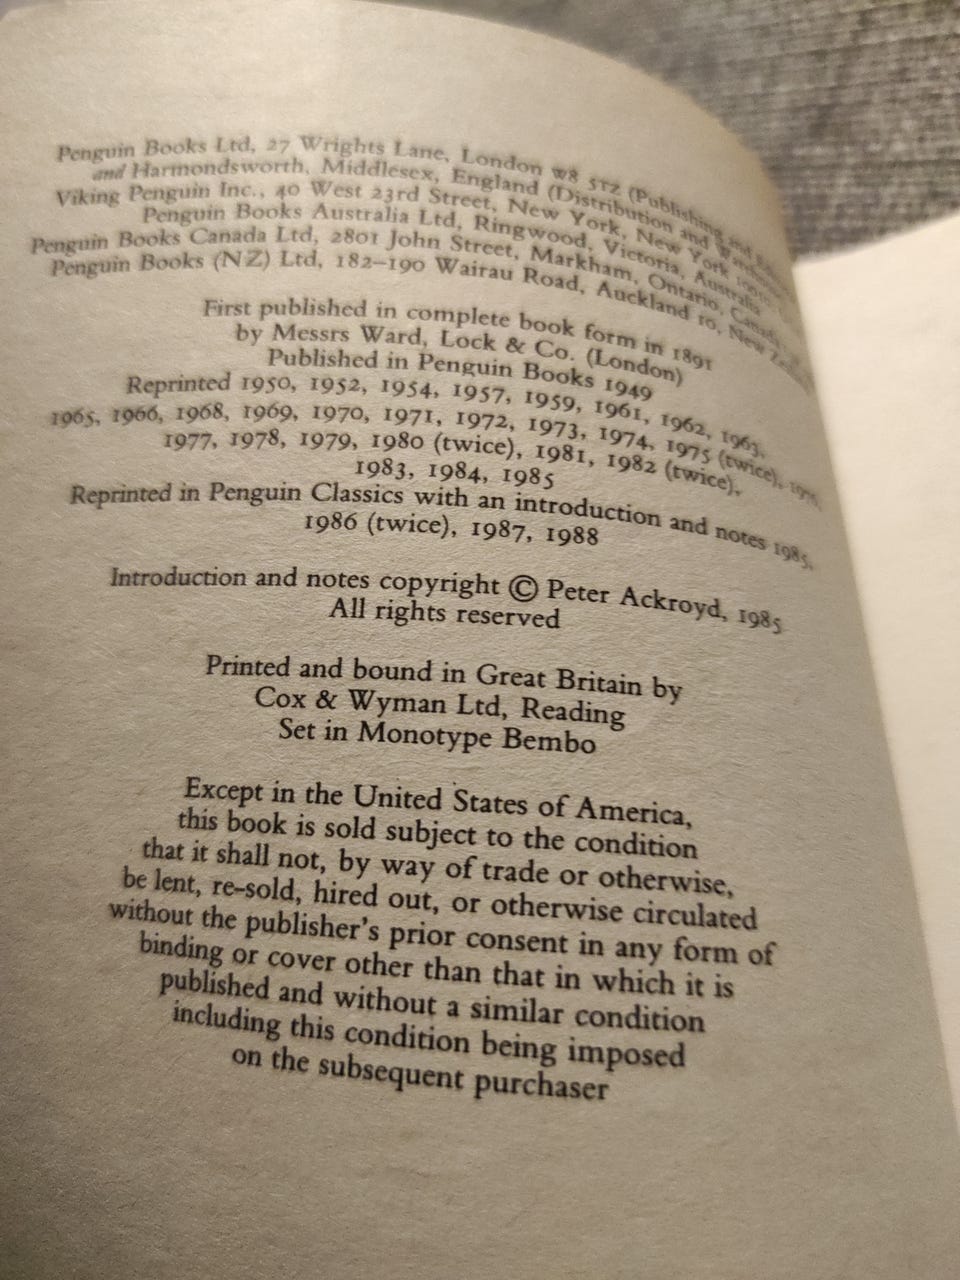 Penguin Books Ltd, 27 Wrights Lane, London W8 5TZ (Publishing and
and Harmondsworth, Middlesex, England (Distribution and Warehouse
Viking Penguin Inc., 40 West 23rd Street, New York, New York
Penguin Books Australia Ltd, Ringwood, Victoria, Australia
Penguin Books Canada Ltd, 2801 John Street, Markham, Ontario, Canada
Penguin Books (NZ) Ltd, 182–190 Wairau Road, Auckland 10, New Zealand
First published in complete book form in 1891
by Messrs Ward, Lock & Co. (London)
Published in Penguin Books 1949
Reprinted 1950, 1952, 1954, 1957, 1959, 1961, 1962, 1963,
1965, 1966, 1968, 1969, 1970, 1971, 1972, 1973, 1974, 1975 (twice),
1977, 1978, 1979, 1980 (twice), 1981, 1982 (twice),
1983, 1984, 1985
Reprinted in Penguin Classics with an introduction and notes 1985,
1986 (twice), 1987, 1988
Introduction and notes copyright © Peter Ackroyd, 1985
All rights reserved
Printed and bound in Great Britain by
Cox & Wyman Ltd, Reading
Set in Monotype Bembo
Except in the United States of America,
this book is sold subject to the condition
that it shall not, by way of trade or otherwise,
be lent, re-sold, hired out, or otherwise circulated
without the publisher's prior consent in any form of
binding or cover other than that in which it is
published and without a similar condition
including this condition being imposed
on the subsequent purchaser